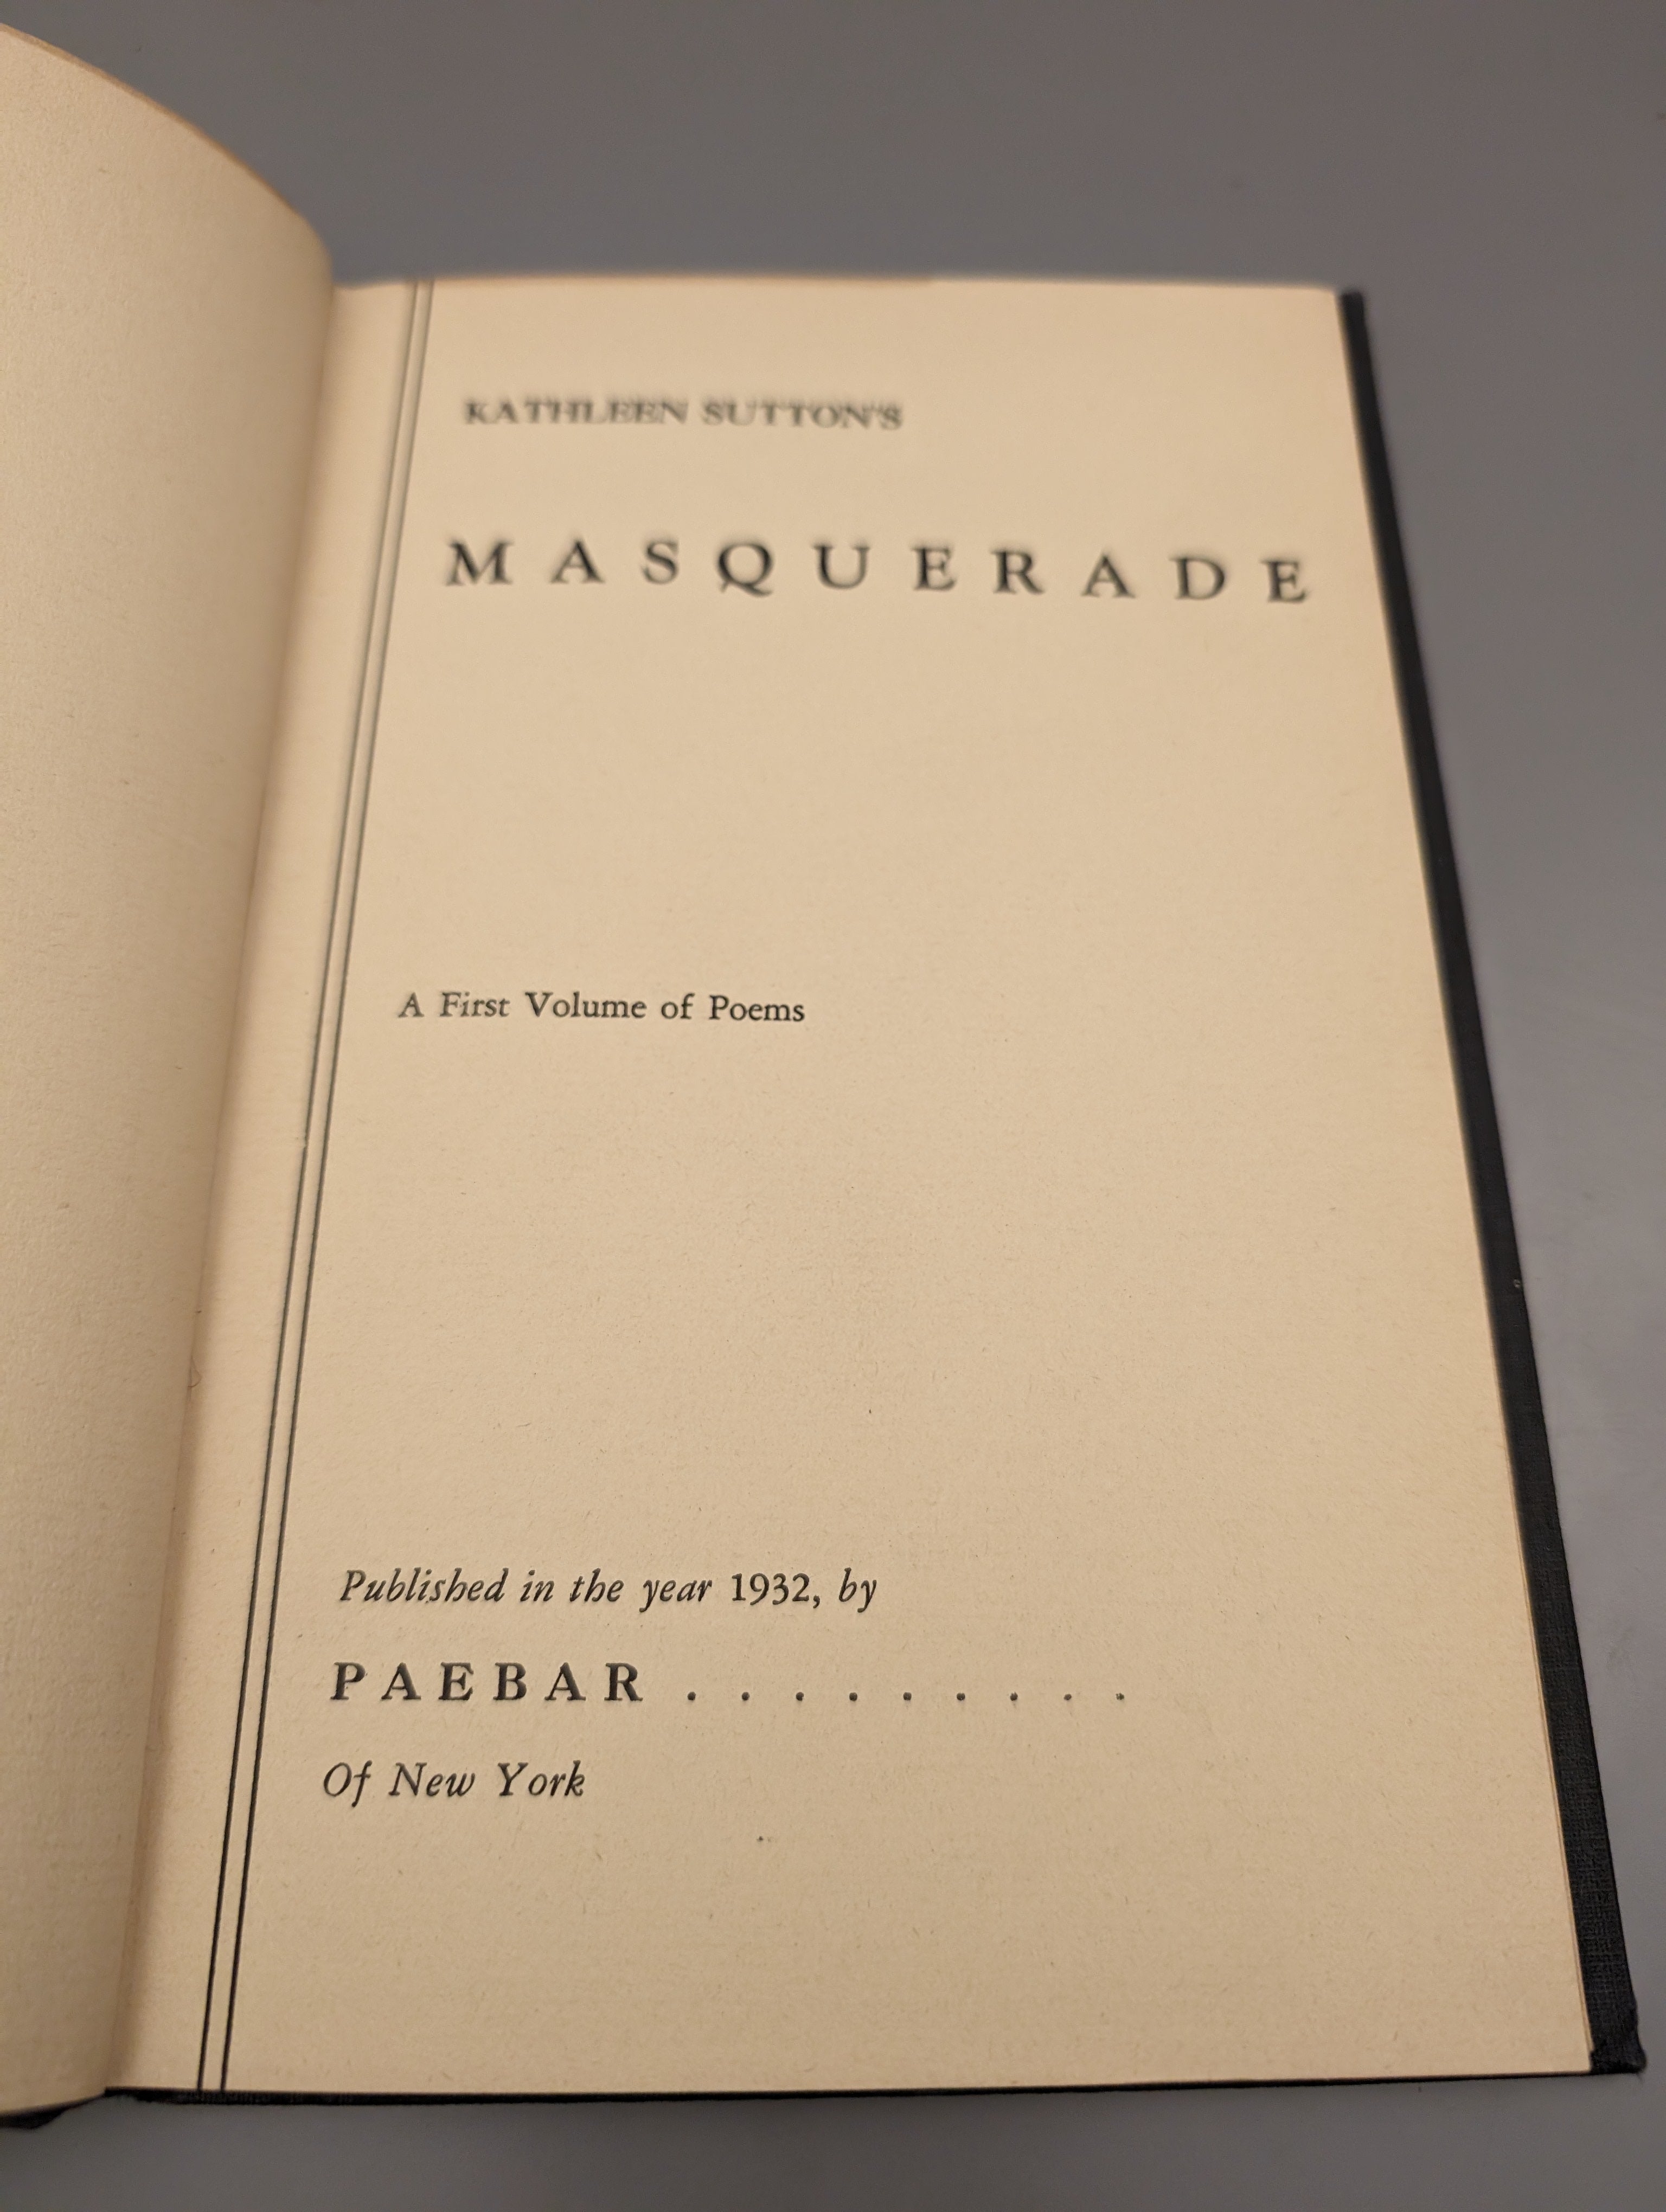 KATHLEEN SUTTON'S
MASQUERADE
A First Volume of Poems
Published in the year 1932, by
PAEBAR . . . . . . . . .
Of New York